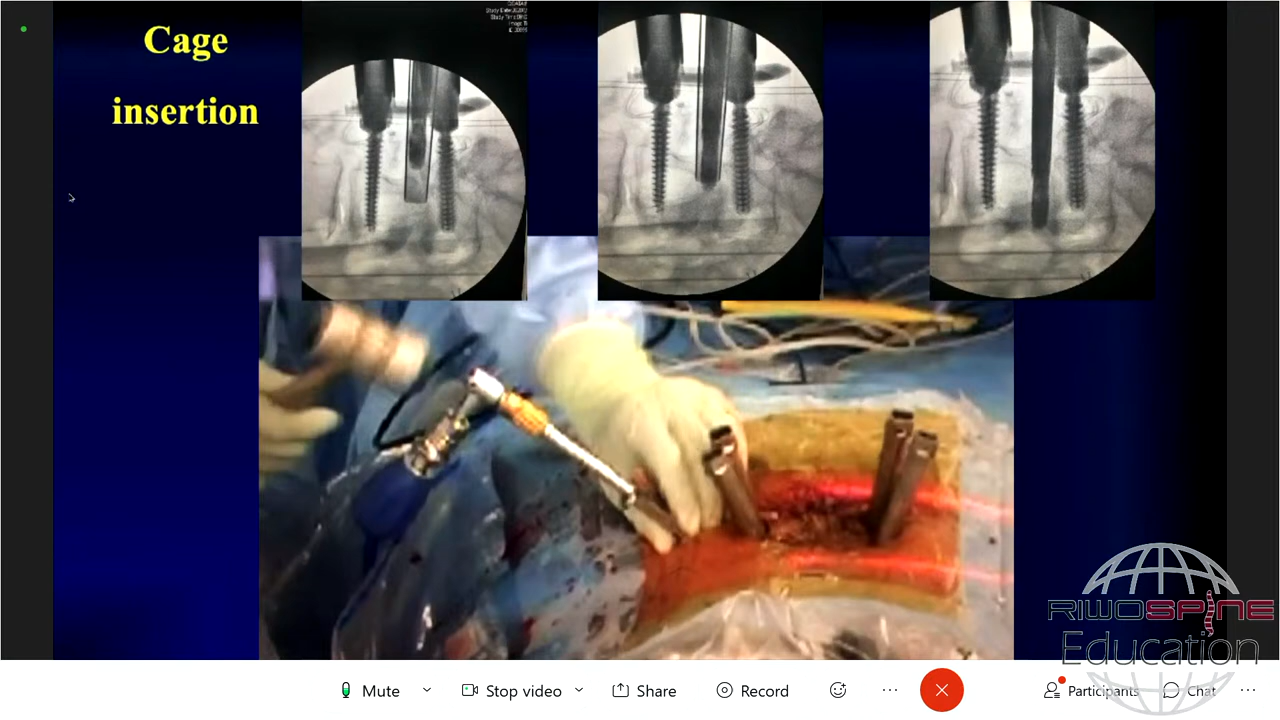 Cage
insertion
RIWOSPINE
Education
Mute
Stop video
Share
Record
Participants
Chat